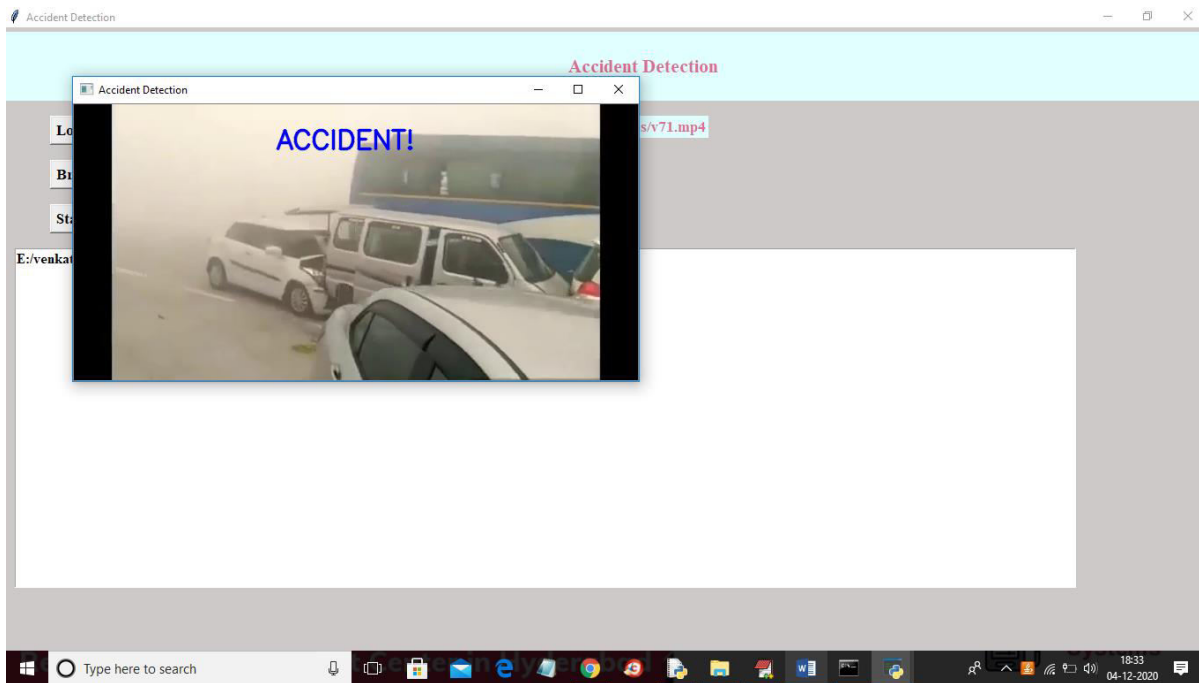 Accident Detection
Accident Detection
Accident Detection
ACCIDENT!
Lo
s/v71.mp4
Br
Sta
E:/venkat
Type here to search
18:33
04-12-2020